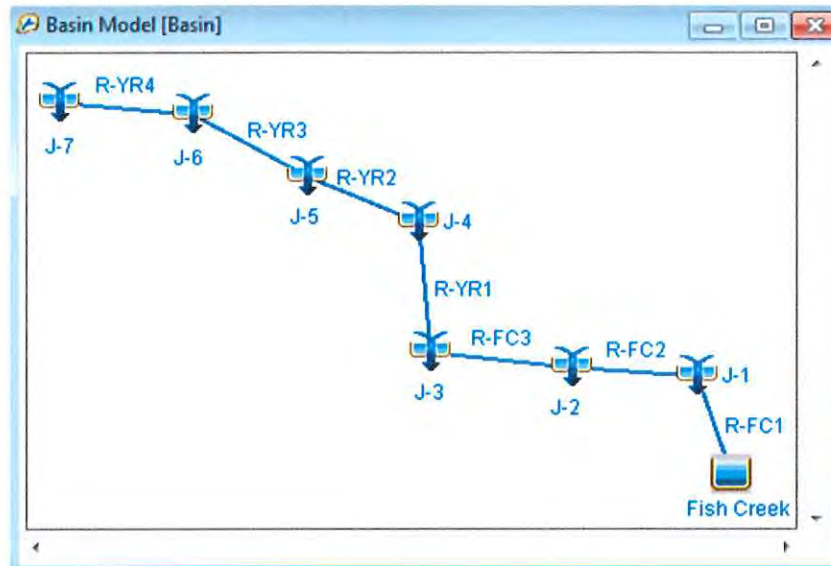 Basin Model [Basin]
R-YR4
J-7
J-6
R-YR3
R-YR2
J-5
J-4
R-YR1
R-FC3
R-FC2
J-3
J-2
J-1
R-FC1
Fish Creek